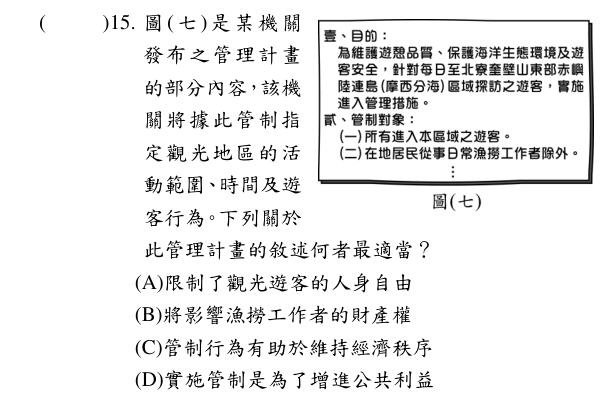 (　　)15. 圖(七)是某機關
發布之管理計畫
的部分內容，該機
關將據此管制指
定觀光地區的活
動範圍、時間及遊
客行為。下列關於
此管理計畫的敘述何者最適當？
(A)限制了觀光遊客的人身自由
(B)將影響漁撈工作者的財產權
(C)管制行為有助於維持經濟秩序
(D)實施管制是為了增進公共利益
壹、目的：
為維護遊憩品質、保護海洋生態環境及遊
客安全，針對每日至北寮奎壁山東部赤嶼
陸連島(摩西分海)區域探訪之遊客，實施
進入管理措施。
貳、管制對象：
(一)所有進入本區域之遊客。
(二)在地居民從事日常漁撈工作者除外。
⋮
圖(七)